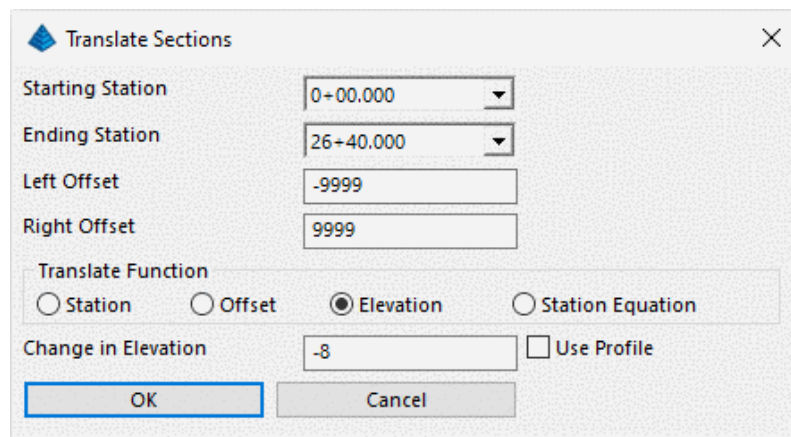 Translate Sections
Starting Station 0+00.000
Ending Station 26+40.000
Left Offset -9999
Right Offset 9999
Translate Function
Station Offset Elevation Station Equation
Change in Elevation -8 Use Profile
OK Cancel